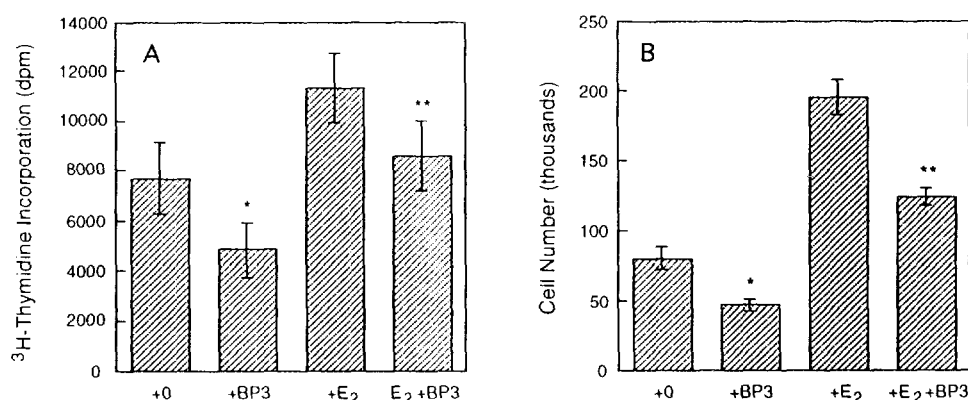 A
³H-Thymidine Incorporation (dpm)
14000
12000
10000
8000
6000
4000
2000
0
*
**
+0
+BP3
+E₂
E₂+BP3
B
Cell Number (thousands)
250
200
150
100
50
0
*
**
+0
+BP3
+E₂
+E₂+BP3